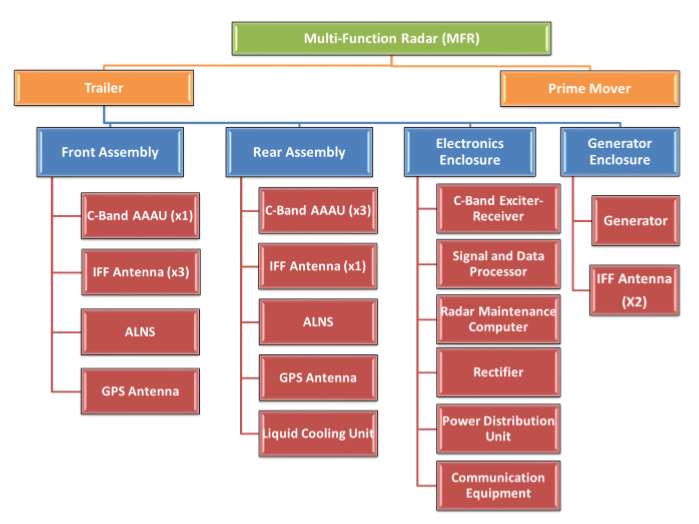 Multi-Function Radar (MFR)
Trailer
Prime Mover
Front Assembly
Rear Assembly
Electronics
Enclosure
Generator
Enclosure
C-Band AAAU (x1)
IFF Antenna (x3)
ALNS
GPS Antenna
C-Band AAAU (x3)
IFF Antenna (x1)
ALNS
GPS Antenna
Liquid Cooling Unit
C-Band Exciter-
Receiver
Signal and Data
Processor
Radar Maintenance
Computer
Rectifier
Power Distribution
Unit
Communication
Equipment
Generator
IFF Antenna
(X2)